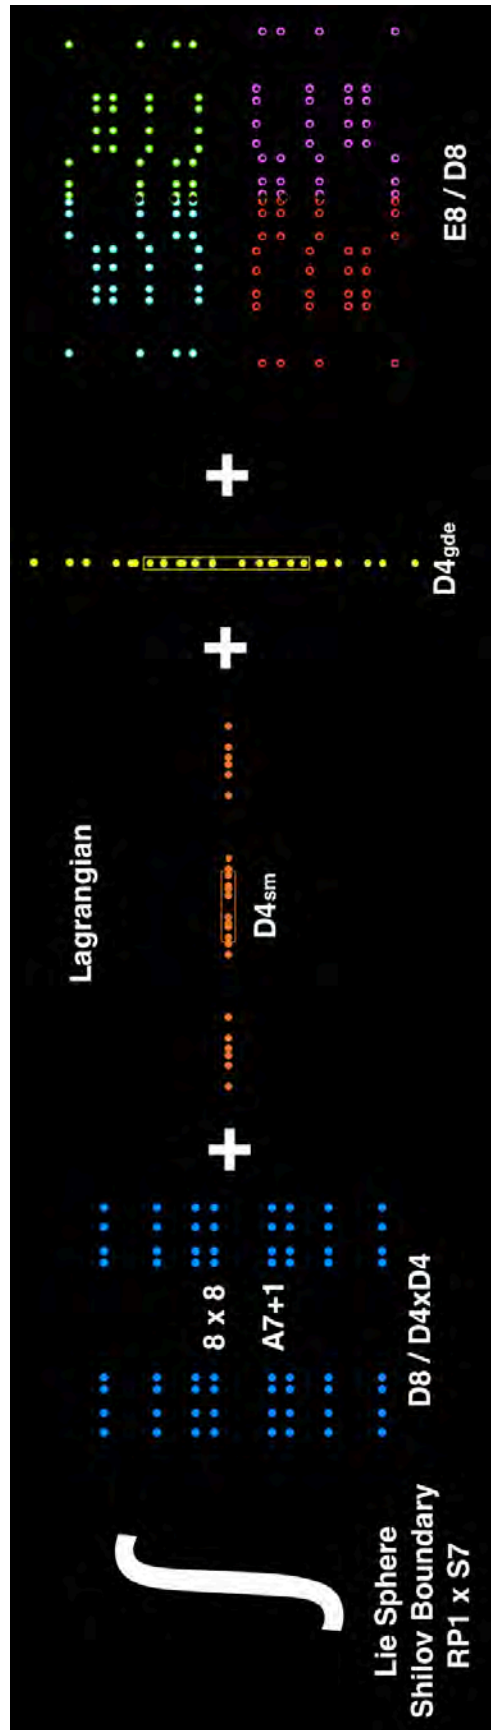 Lagrangian
∫
Lie Sphere
Shilov Boundary
RP1 x S7
8 x 8
A7+1
D8 / D4xD4
+
D4sm
+
D4gde
+
E8 / D8